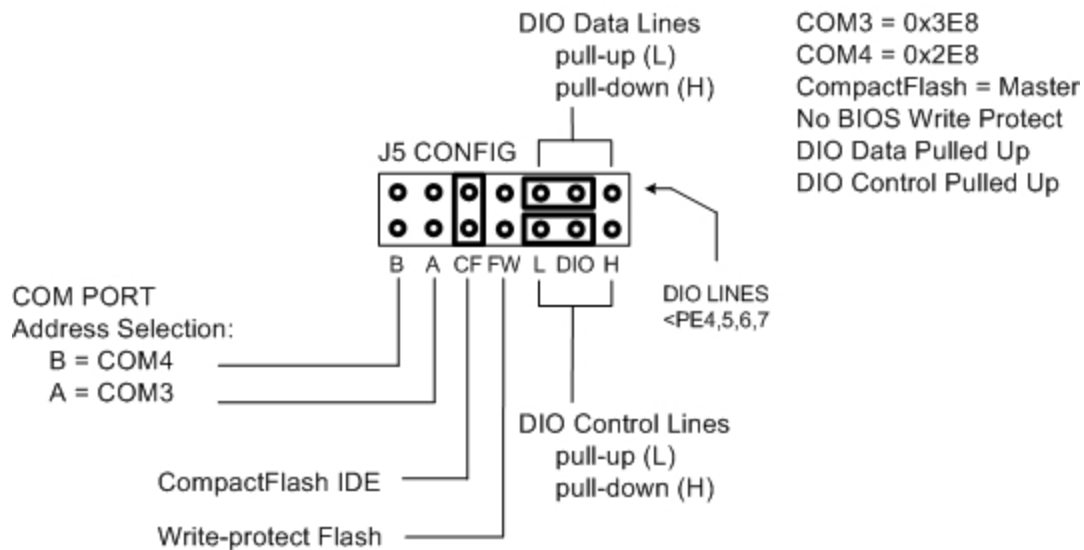 DIO Data Lines
pull-up (L)
pull-down (H)
COM3 = 0x3E8
COM4 = 0x2E8
CompactFlash = Master
No BIOS Write Protect
DIO Data Pulled Up
DIO Control Pulled Up
J5 CONFIG
B A CF FW L DIO H
DIO LINES
<PE4,5,6,7
COM PORT
Address Selection:
B = COM4
A = COM3
DIO Control Lines
pull-up (L)
pull-down (H)
CompactFlash IDE
Write-protect Flash